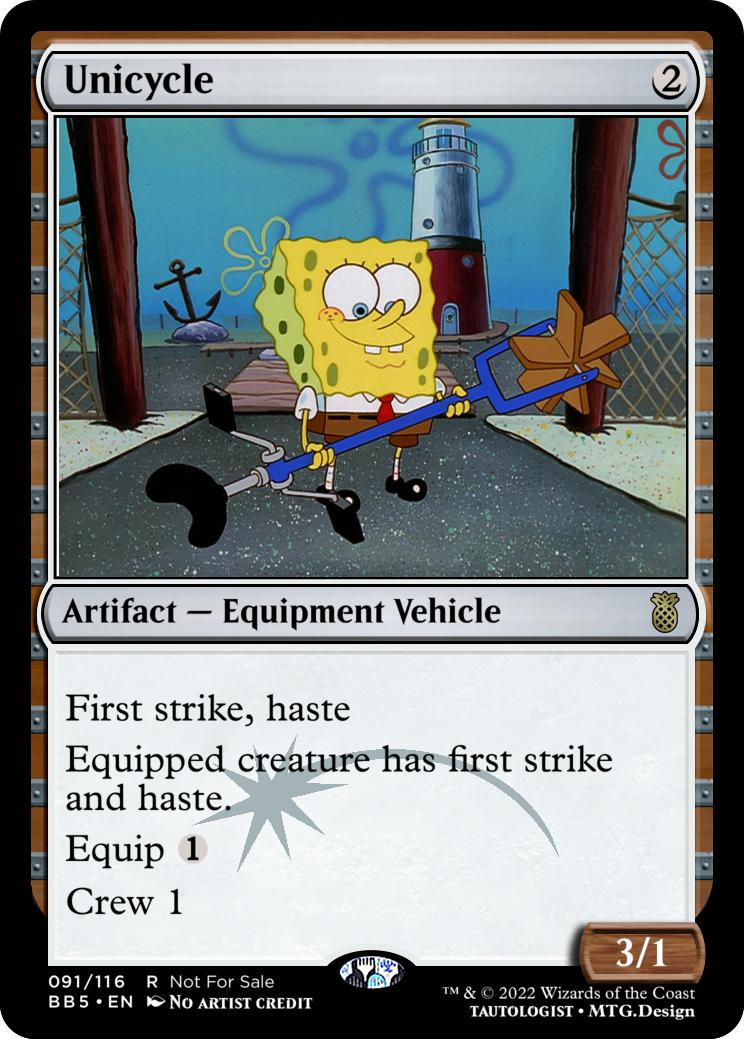 Unicycle 2
Artifact — Equipment Vehicle
First strike, haste
Equipped creature has first strike
and haste.
Equip 1
Crew 1
3/1
091/116 R Not For Sale
BB5 • EN No artist credit
™ & © 2022 Wizards of the Coast
TAUTOLOGIST • MTG.Design